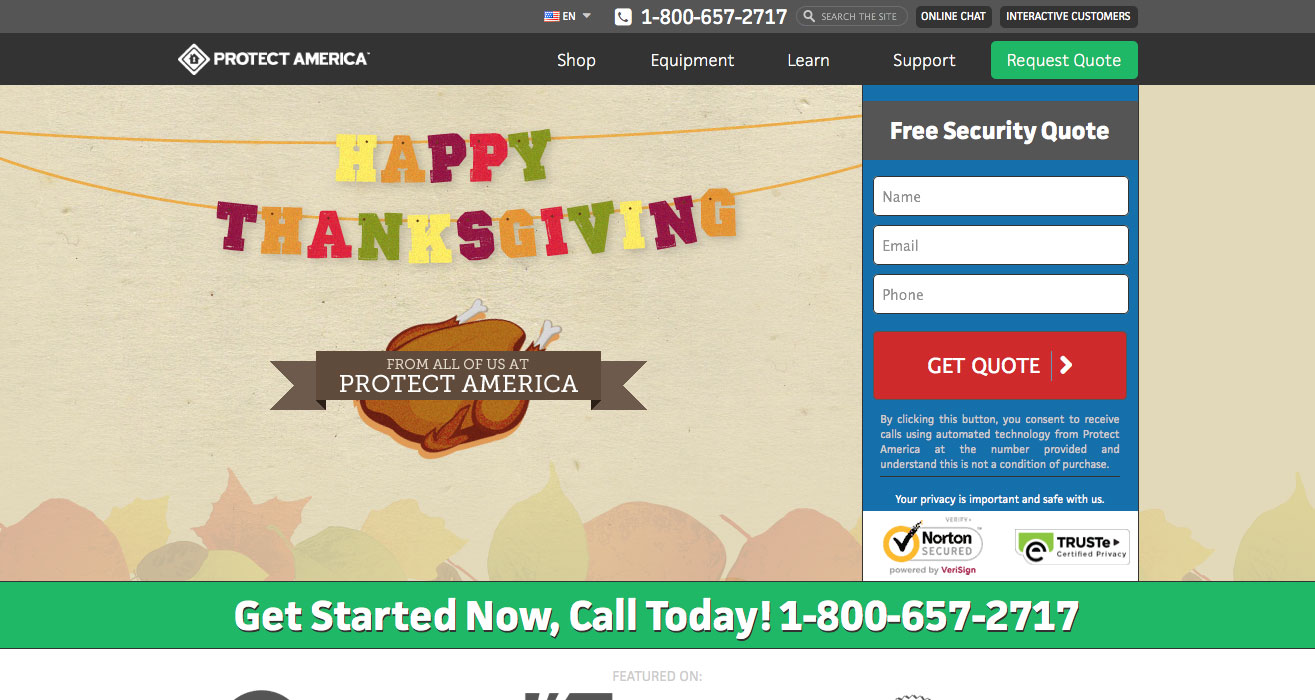 EN
1-800-657-2717
SEARCH THE SITE
ONLINE CHAT
INTERACTIVE CUSTOMERS
PROTECT AMERICA
Shop
Equipment
Learn
Support
Request Quote
HAPPY
THANKSGIVING
FROM ALL OF US AT
PROTECT AMERICA
Free Security Quote
Name
Email
Phone
GET QUOTE
By clicking this button, you consent to receive
calls using automated technology from Protect
America at the number provided and
understand this is not a condition of purchase.
Your privacy is important and safe with us.
VERIFY▸
Norton
SECURED
powered by VeriSign
TRUSTe▸
Certified Privacy
Get Started Now, Call Today! 1-800-657-2717
FEATURED ON: